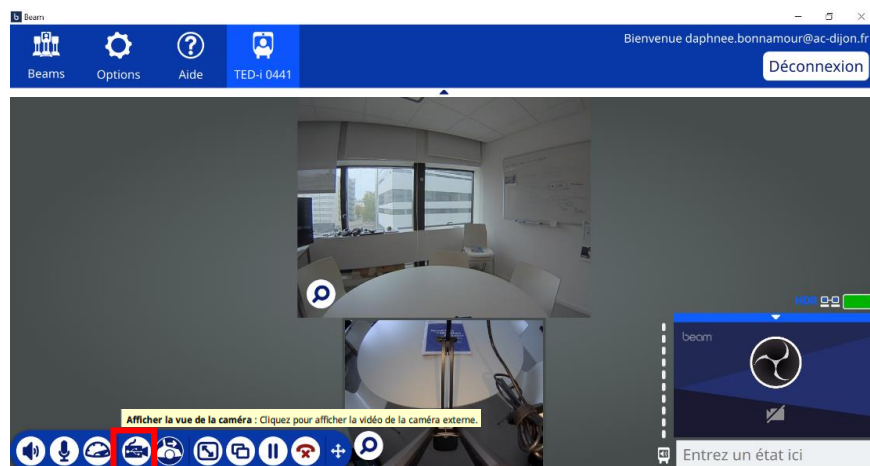 Beam
Bienvenue daphnee.bonnamour@ac-dijon.fr
Beams
Options
Aide
TED-i 0441
Déconnexion
HDR
beam
Afficher la vue de la caméra : Cliquez pour afficher la vidéo de la caméra externe.
Entrez un état ici